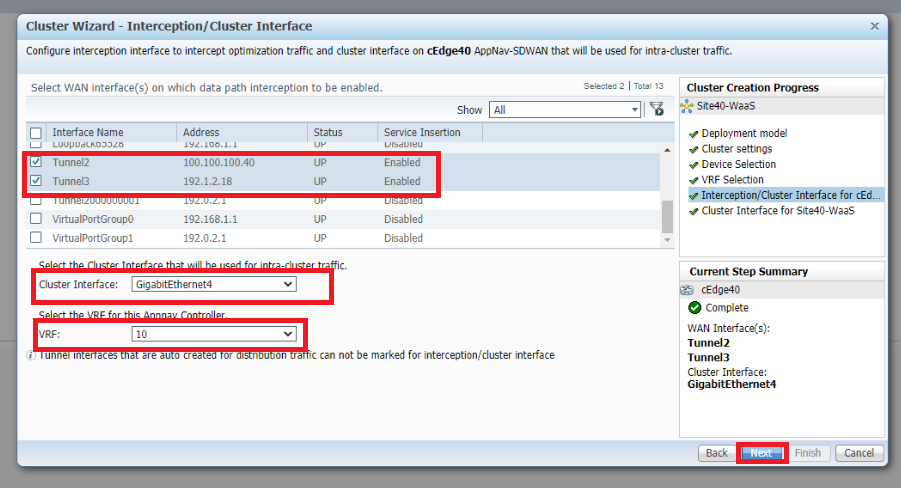 Cluster Wizard - Interception/Cluster Interface
Configure interception interface to intercept optimization traffic and cluster interface on cEdge40 AppNav-SDWAN that will be used for intra-cluster traffic.
Select WAN interface(s) on which data path interception to be enabled.
Selected 2 | Total 13
Show All
Interface Name Address Status Service Insertion
Loopback65528 192.168.1.1 UP Disabled
Tunnel2 100.100.100.40 UP Enabled
Tunnel3 192.1.2.18 UP Enabled
Tunnel2000000001 192.0.2.1 UP Disabled
VirtualPortGroup0 192.168.1.1 UP Disabled
VirtualPortGroup1 192.0.2.1 UP Disabled
Select the Cluster Interface that will be used for intra-cluster traffic.
Cluster Interface: GigabitEthernet4
Select the VRF for this Appnav Controller.
VRF: 10
Tunnel interfaces that are auto created for distribution traffic can not be marked for interception/cluster interface
Cluster Creation Progress
Site40-WaaS
Deployment model
Cluster settings
Device Selection
VRF Selection
Interception/Cluster Interface for cEd...
Cluster Interface for Site40-WaaS
Current Step Summary
cEdge40
Complete
WAN Interface(s):
Tunnel2
Tunnel3
Cluster Interface:
GigabitEthernet4
Back Next Finish Cancel